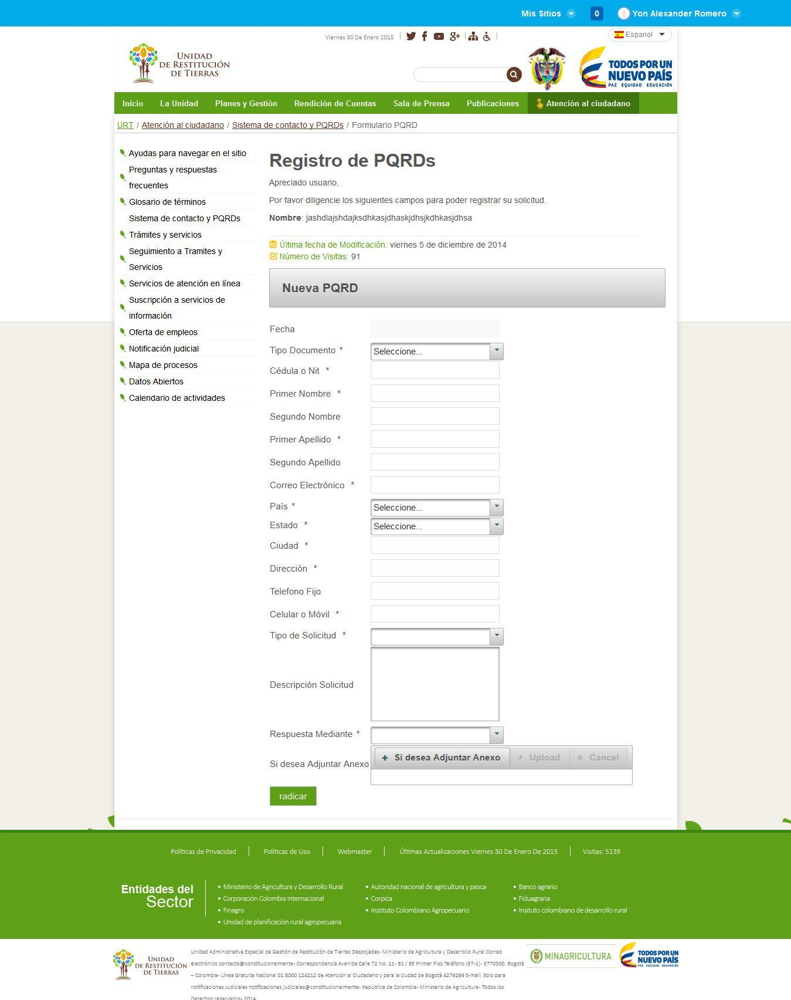 Mis Sitios 0 Yon Alexander Romero
Viernes 30 De Enero 2015
Espanol
UNIDAD
DE RESTITUCIÓN
DE TIERRAS
TODOS POR UN
NUEVO PAÍS
PAZ EQUIDAD EDUCACIÓN
Inicio La Unidad Planes y Gestión Rendición de Cuentas Sala de Prensa Publicaciones Atención al ciudadano
URT / Atención al ciudadano / Sistema de contacto y PQRDs / Formulario PQRD
Ayudas para navegar en el sitio
Preguntas y respuestas
frecuentes
Glosario de términos
Sistema de contacto y PQRDs
Trámites y servicios
Seguimiento a Tramites y
Servicios
Servicios de atención en línea
Suscripción a servicios de
información
Oferta de empleos
Notificación judicial
Mapa de procesos
Datos Abiertos
Calendario de actividades
Registro de PQRDs
Apreciado usuario,
Por favor diligencie los siguientes campos para poder registrar su solicitud.
Nombre: jashdlajshdajksdhkasjdhaskjdhsjkdhkasjdhsa
Última fecha de Modificación: viernes 5 de diciembre de 2014
Número de Visitas: 91
Nueva PQRD
Fecha
Tipo Documento * Seleccione...
Cédula o Nit *
Primer Nombre *
Segundo Nombre
Primer Apellido *
Segundo Apellido
Correo Electrónico *
País * Seleccione...
Estado * Seleccione...
Ciudad *
Dirección *
Telefono Fijo
Celular o Móvil *
Tipo de Solicitud *
Descripción Solicitud
Respuesta Mediante *
Si desea Adjuntar Anexo Si desea Adjuntar Anexo Upload Cancel
radicar
Políticas de Privacidad Políticas de Uso Webmaster Últimas Actualizaciones Viernes 30 De Enero De 2015 Visitas: 5139
Entidades del
Sector
• Ministerio de Agricultura y Desarrollo Rural • Autoridad nacional de agricultura y pesca • Banco agrario
• Corporación Colombia internacional • Corpica • Fiduagraria
• Finagro • Instituto Colombiano Agropecuario • Insituto colombiano de desarrollo rural
• Unidad de planificación rural agropecuaria
UNIDAD
DE RESTITUCIÓN
DE TIERRAS
Unidad Administrativa Especial de Gestión de Restitución de Tierras Despojadas- Ministerio de Agricultura y Desarrollo Rural Correo
electrónico contacto@constitucionalmente- Correspondencia Avenida Calle 72 No. 11- 81 / 85 Primer Piso Teléfono (57-1)- 3770300. Bogotá
– Colombia- Línea Gratuita Nacional 01 8000 124212 de Atención al Ciudadano y para la ciudad de Bogotá 4279299 E-mail: Solo para
notificaciones Judiciales notificaciones judiciales@constitucionalmente- República de Colombia- Ministerio de Agricultura- Todos los
Derechos reservados- 2014
MINAGRICULTURA
TODOS POR UN
NUEVO PAÍS
PAZ EQUIDAD EDUCACIÓN